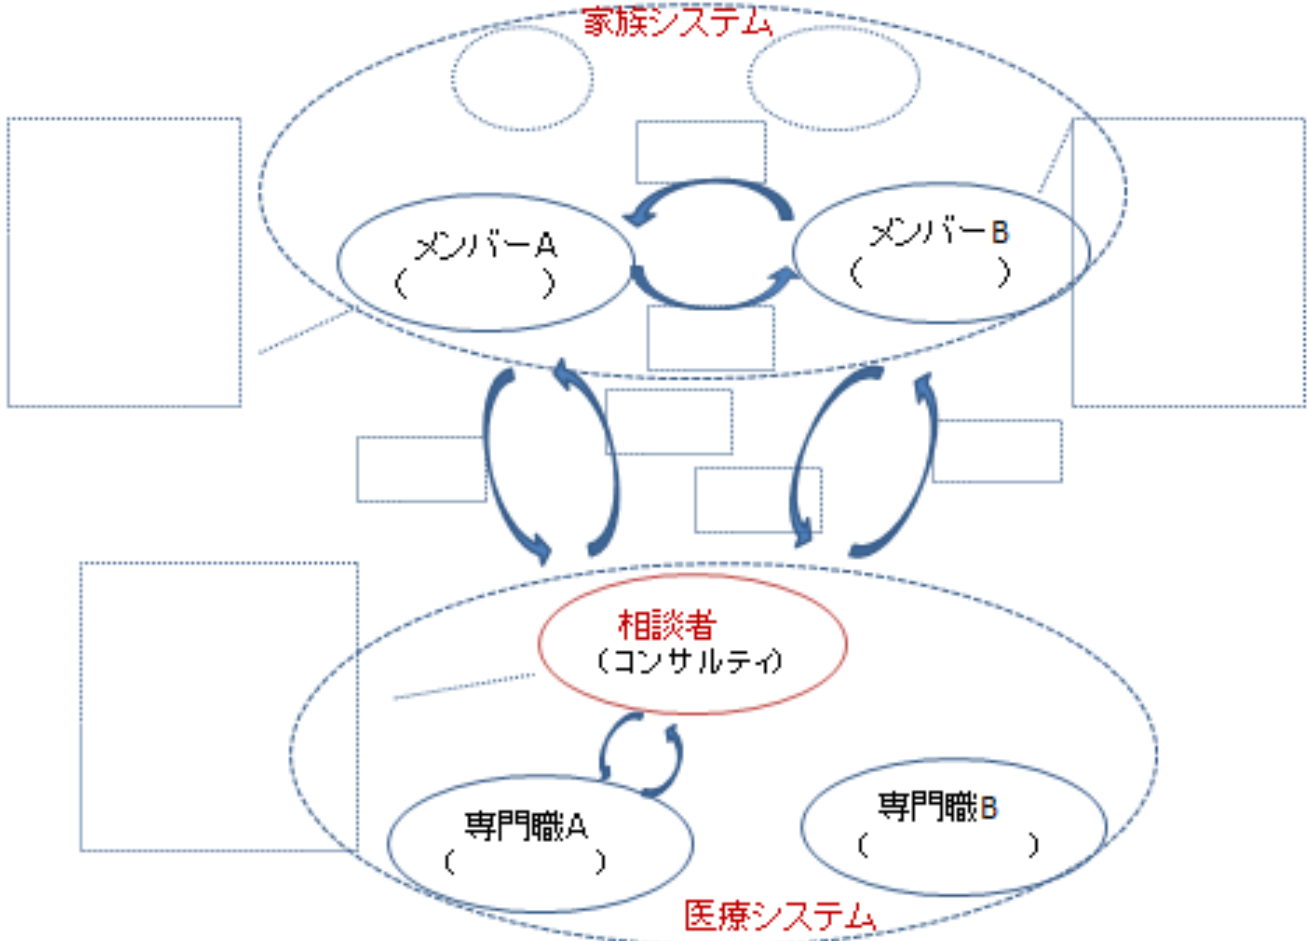 家族システム
メンバーA
(          )
メンバーB
(          )
相談者
(コンサルティ)
専門職A
(          )
専門職B
(          )
医療システム